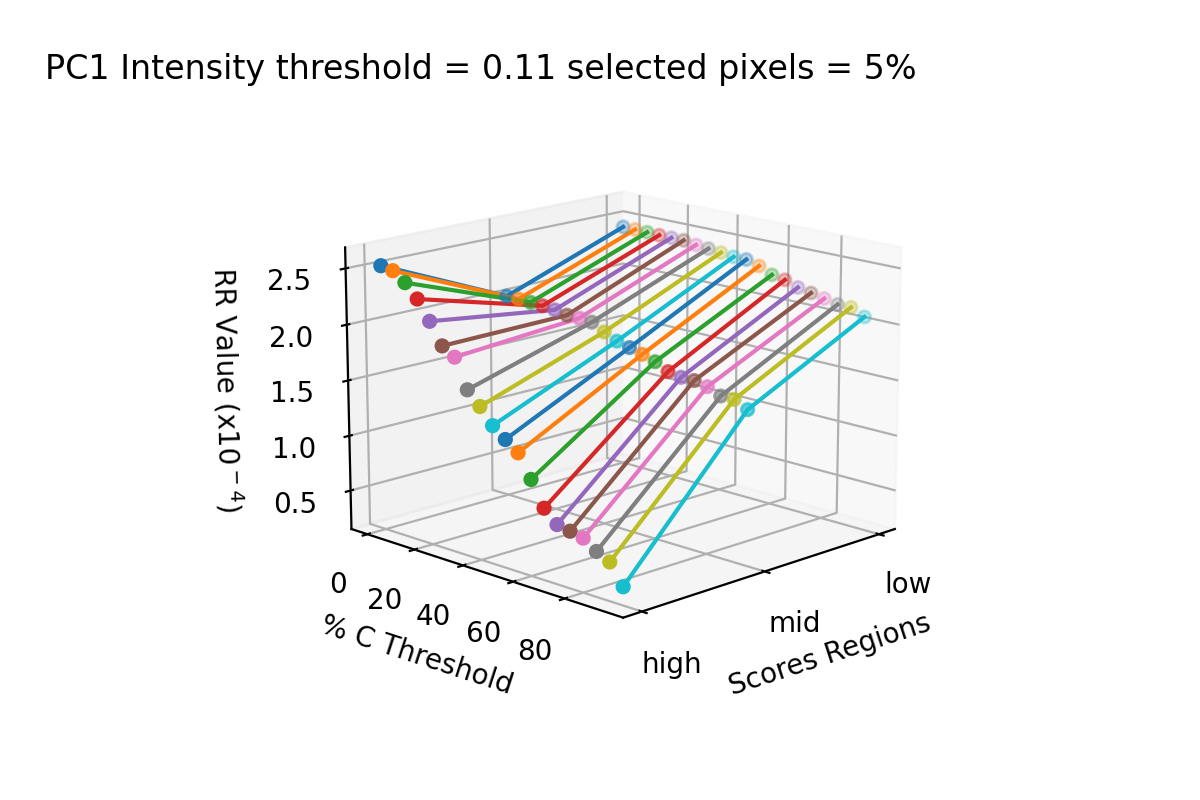 PC1 Intensity threshold = 0.11 selected pixels = 5%
RR Value (x10⁻⁴)
2.5
2.0
1.5
1.0
0.5
0
20
40
60
80
% C Threshold
high
mid
low
Scores Regions